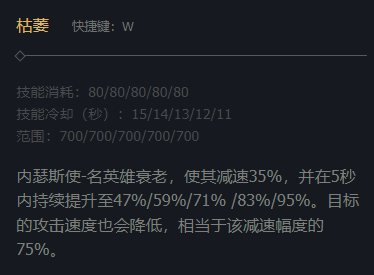 枯萎 快捷键：W
技能消耗：80/80/80/80/80
技能冷却（秒）：15/14/13/12/11
范围：700/700/700/700/700
内瑟斯使-名英雄衰老，使其减速35%，并在5秒
内持续提升至47%/59%/71% /83%/95%。目标
的攻击速度也会降低，相当于该减速幅度的
75%。